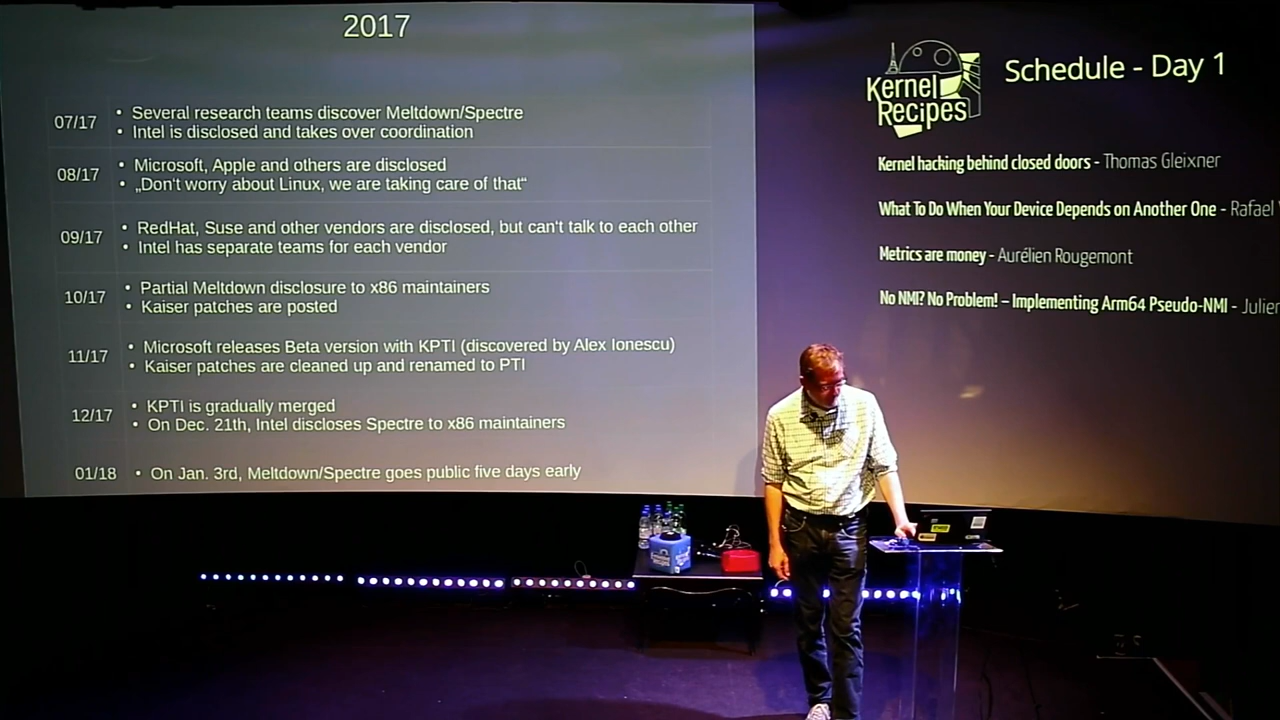 2017
07/17
• Several research teams discover Meltdown/Spectre
• Intel is disclosed and takes over coordination
08/17
• Microsoft, Apple and others are disclosed
• „Don't worry about Linux, we are taking care of that“
09/17
• RedHat, Suse and other vendors are disclosed, but can't talk to each other
• Intel has separate teams for each vendor
10/17
• Partial Meltdown disclosure to x86 maintainers
• Kaiser patches are posted
11/17
• Microsoft releases Beta version with KPTI (discovered by Alex Ionescu)
• Kaiser patches are cleaned up and renamed to PTI
12/17
• KPTI is gradually merged
• On Dec. 21th, Intel discloses Spectre to x86 maintainers
01/18
• On Jan. 3rd, Meltdown/Spectre goes public five days early
Kernel
Recipes
Schedule - Day 1
Kernel hacking behind closed doors - Thomas Gleixner
What To Do When Your Device Depends on Another One - Rafael
Metrics are money - Aurélien Rougemont
No NMI? No Problem! – Implementing Arm64 Pseudo-NMI - Julien